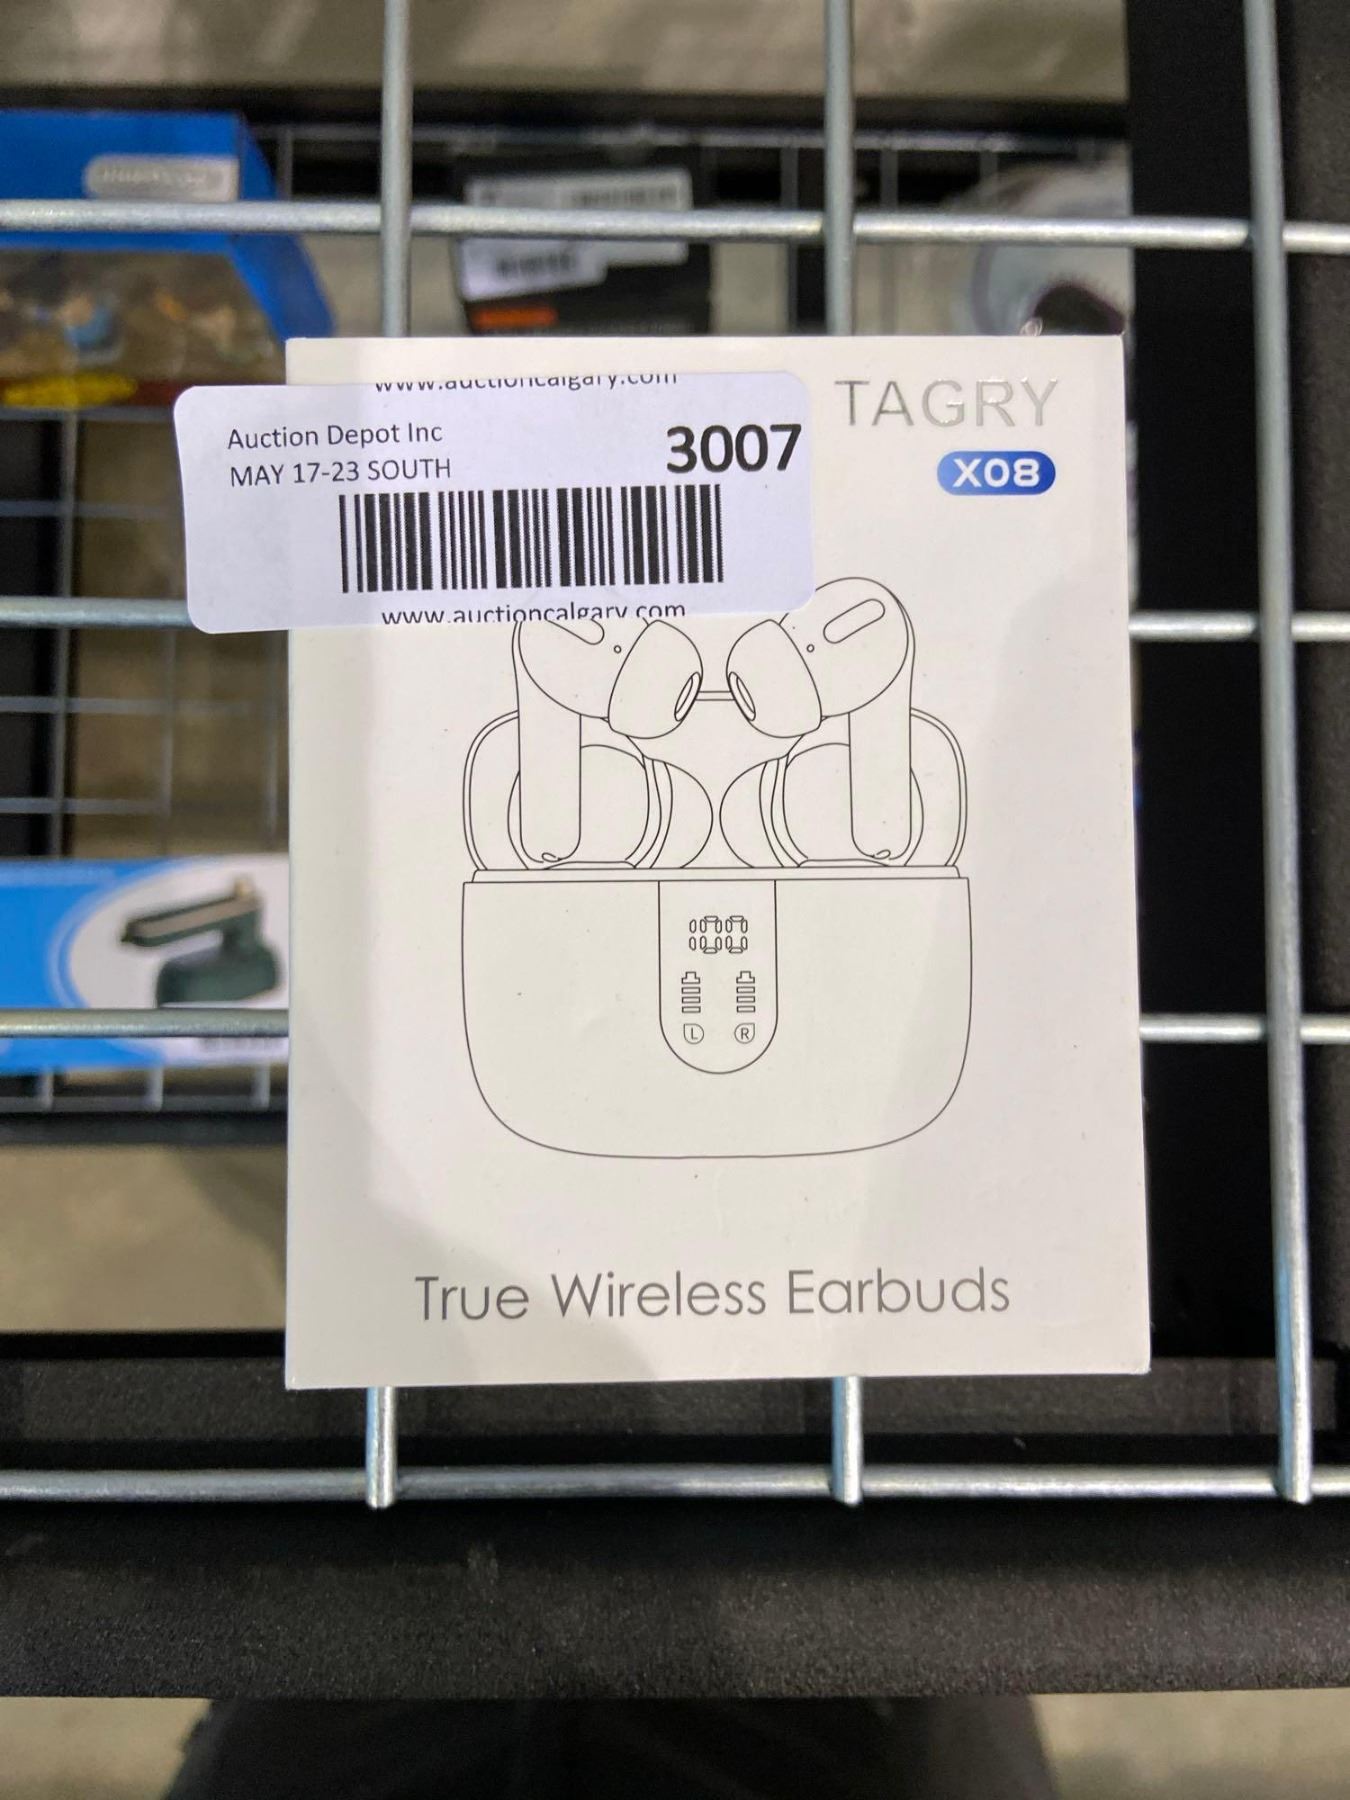 www.auctioncalgary.com
Auction Depot Inc
3007
MAY 17-23 SOUTH
www.auctioncalgary.com
TAGRY
X08
100
L R
True Wireless Earbuds